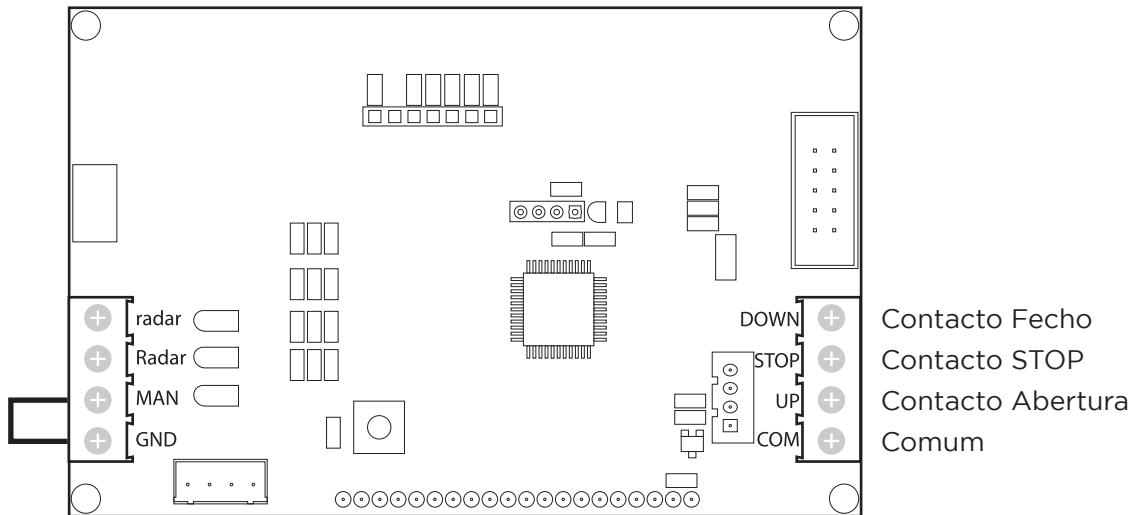 radar
Radar
MAN
GND
DOWN Contacto Fecho
STOP Contacto STOP
UP Contacto Abertura
COM Comum